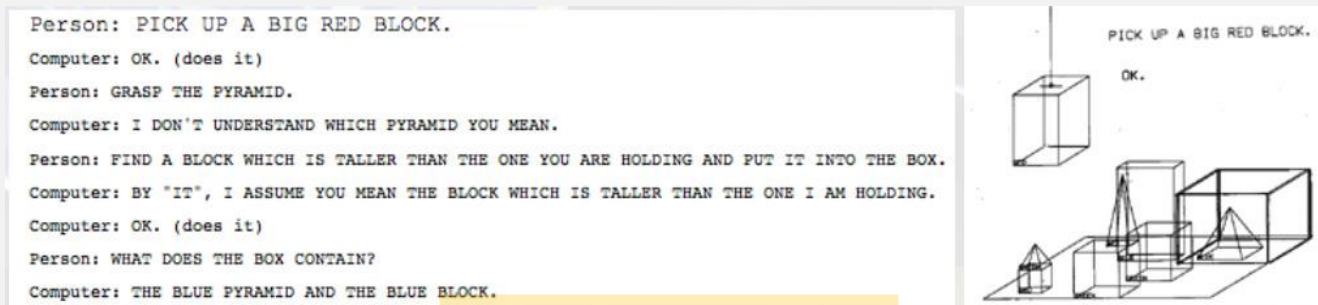 Person: PICK UP A BIG RED BLOCK.
Computer: OK. (does it)
Person: GRASP THE PYRAMID.
Computer: I DON'T UNDERSTAND WHICH PYRAMID YOU MEAN.
Person: FIND A BLOCK WHICH IS TALLER THAN THE ONE YOU ARE HOLDING AND PUT IT INTO THE BOX.
Computer: BY "IT", I ASSUME YOU MEAN THE BLOCK WHICH IS TALLER THAN THE ONE I AM HOLDING.
Computer: OK. (does it)
Person: WHAT DOES THE BOX CONTAIN?
Computer: THE BLUE PYRAMID AND THE BLUE BLOCK.
PICK UP A BIG RED BLOCK.
OK.